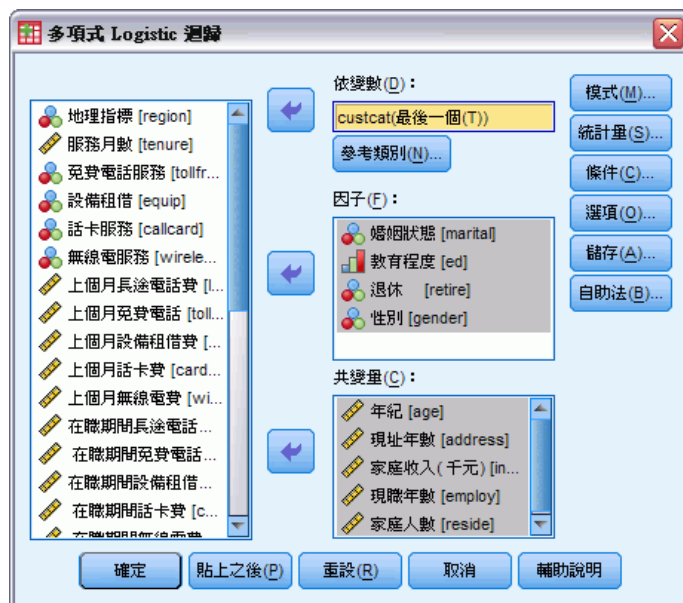 多項式 Logistic 迴歸
地理指標 [region]
服務月數 [tenure]
免費電話服務 [tollfr...
設備租借 [equip]
話卡服務 [callcard]
無線電服務 [wirele...
上個月長途電話費 [l...
上個月免費電話 [toll...
上個月設備租借費 [...
上個月話卡費 [card...
上個月無線電費 [wi...
在職期間長途電話...
在職期間免費電話...
在職期間設備租借...
在職期間話卡費 [c...
在職期間無線電費
依變數(D)：
custcat(最後一個(T))
參考類別(N)...
因子(F)：
婚姻狀態 [marital]
教育程度 [ed]
退休 [retire]
性別 [gender]
共變量(C)：
年紀 [age]
現址年數 [address]
家庭收入(千元) [in...
現職年數 [employ]
家庭人數 [reside]
模式(M)...
統計量(S)...
條件(C)...
選項(O)...
儲存(A)...
自助法(B)...
確定
貼上之後(P)
重設(R)
取消
輔助說明